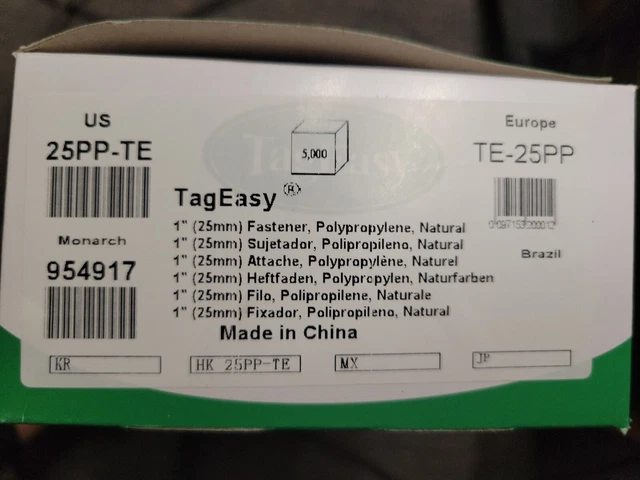 US
25PP-TE
Monarch
954917
5,000
TagEasy
TagEasy ®
1" (25mm) Fastener, Polypropylene, Natural
1" (25mm) Sujetador, Polipropileno, Natural
1" (25mm) Attache, Polypropylène, Naturel
1" (25mm) Heftfaden, Polypropylen, Naturfarben
1" (25mm) Filo, Polipropilene, Naturale
1" (25mm) Fixador, Polipropileno, Natural
Made in China
Europe
TE-25PP
Brazil
KR
HK 25PP-TE
MX
JP